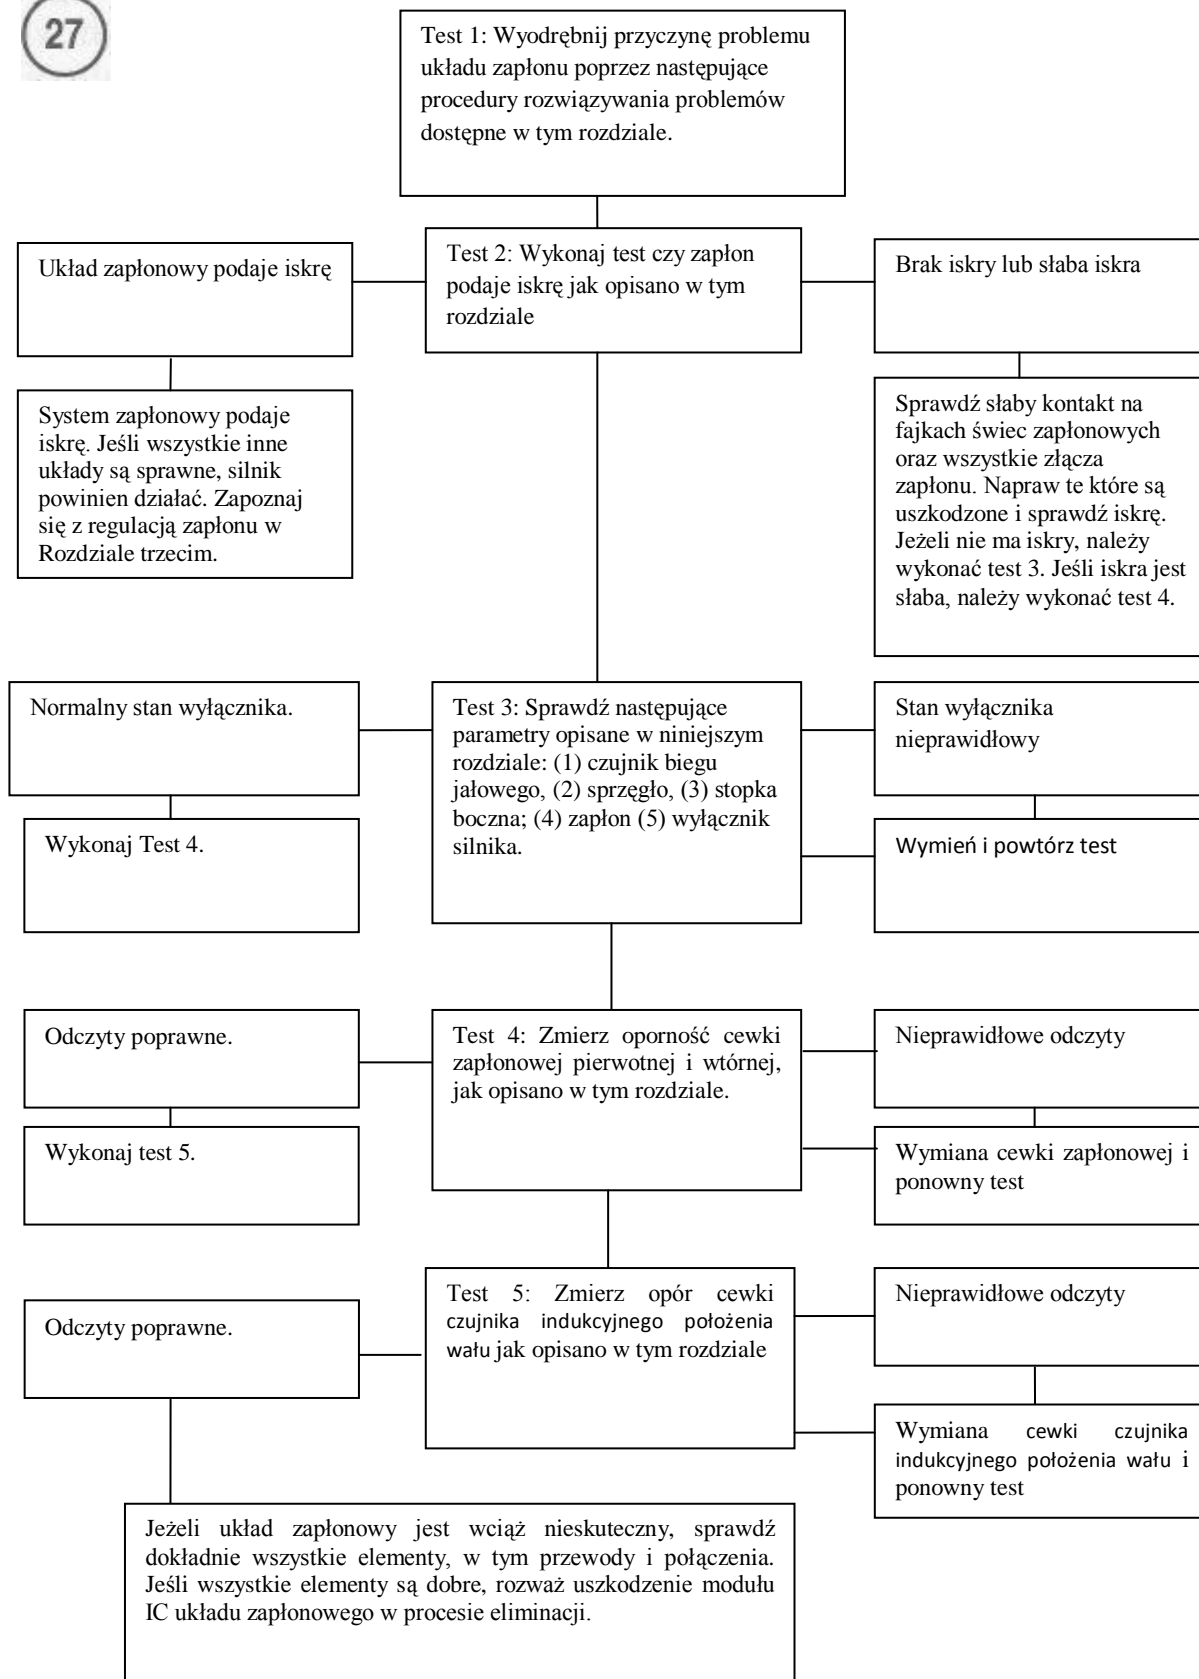 27
Test 1: Wyodrębnij przyczynę problemu
układu zapłonu poprzez następujące
procedury rozwiązywania problemów
dostępne w tym rozdziale.
Układ zapłonowy podaje iskrę
Test 2: Wykonaj test czy zapłon
podaje iskrę jak opisano w tym
rozdziale
Brak iskry lub słaba iskra
System zapłonowy podaje
iskrę. Jeśli wszystkie inne
układy są sprawne, silnik
powinien działać. Zapoznaj
się z regulacją zapłonu w
Rozdziale trzecim.
Sprawdź słaby kontakt na
fajkach świec zapłonowych
oraz wszystkie złącza
zapłonu. Napraw te które są
uszkodzone i sprawdź iskrę.
Jeżeli nie ma iskry, należy
wykonać test 3. Jeśli iskra jest
słaba, należy wykonać test 4.
Normalny stan wyłącznika.
Test 3: Sprawdź następujące
parametry opisane w niniejszym
rozdziale: (1) czujnik biegu
jałowego, (2) sprzęgło, (3) stopka
boczna; (4) zapłon (5) wyłącznik
silnika.
Stan wyłącznika
nieprawidłowy
Wykonaj Test 4.
Wymień i powtórz test
Odczyty poprawne.
Test 4: Zmierz oporność cewki
zapłonowej pierwotnej i wtórnej,
jak opisano w tym rozdziale.
Nieprawidłowe odczyty
Wykonaj test 5.
Wymiana cewki zapłonowej i
ponowny test
Odczyty poprawne.
Test 5: Zmierz opór cewki
czujnika indukcyjnego położenia
wału jak opisano w tym rozdziale
Nieprawidłowe odczyty
Wymiana cewki czujnika
indukcyjnego położenia wału i
ponowny test
Jeżeli układ zapłonowy jest wciąż nieskuteczny, sprawdź
dokładnie wszystkie elementy, w tym przewody i połączenia.
Jeśli wszystkie elementy są dobre, rozważ uszkodzenie modułu
IC układu zapłonowego w procesie eliminacji.